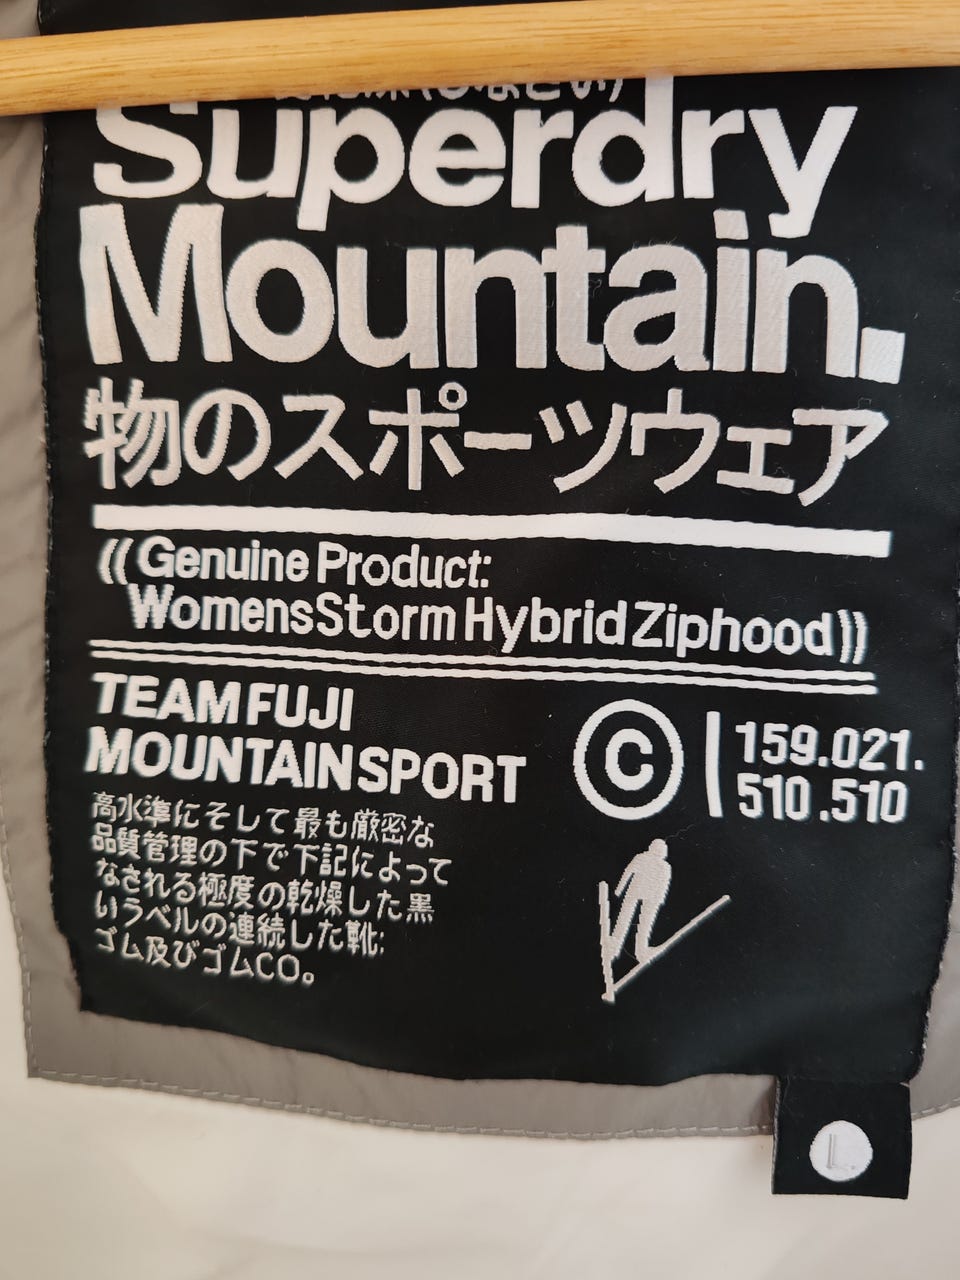 Superdry
Mountain.
物のスポーツウェア
(( Genuine Product:
Womens Storm Hybrid Ziphood ))
TEAM FUJI
MOUNTAIN SPORT
© 159.021.
510.510
高水準にそして最も厳密な
品質管理の下で下記によって
なされる極度の乾燥した黒
いラベルの連続した靴;
ゴム及びゴムCO。
L